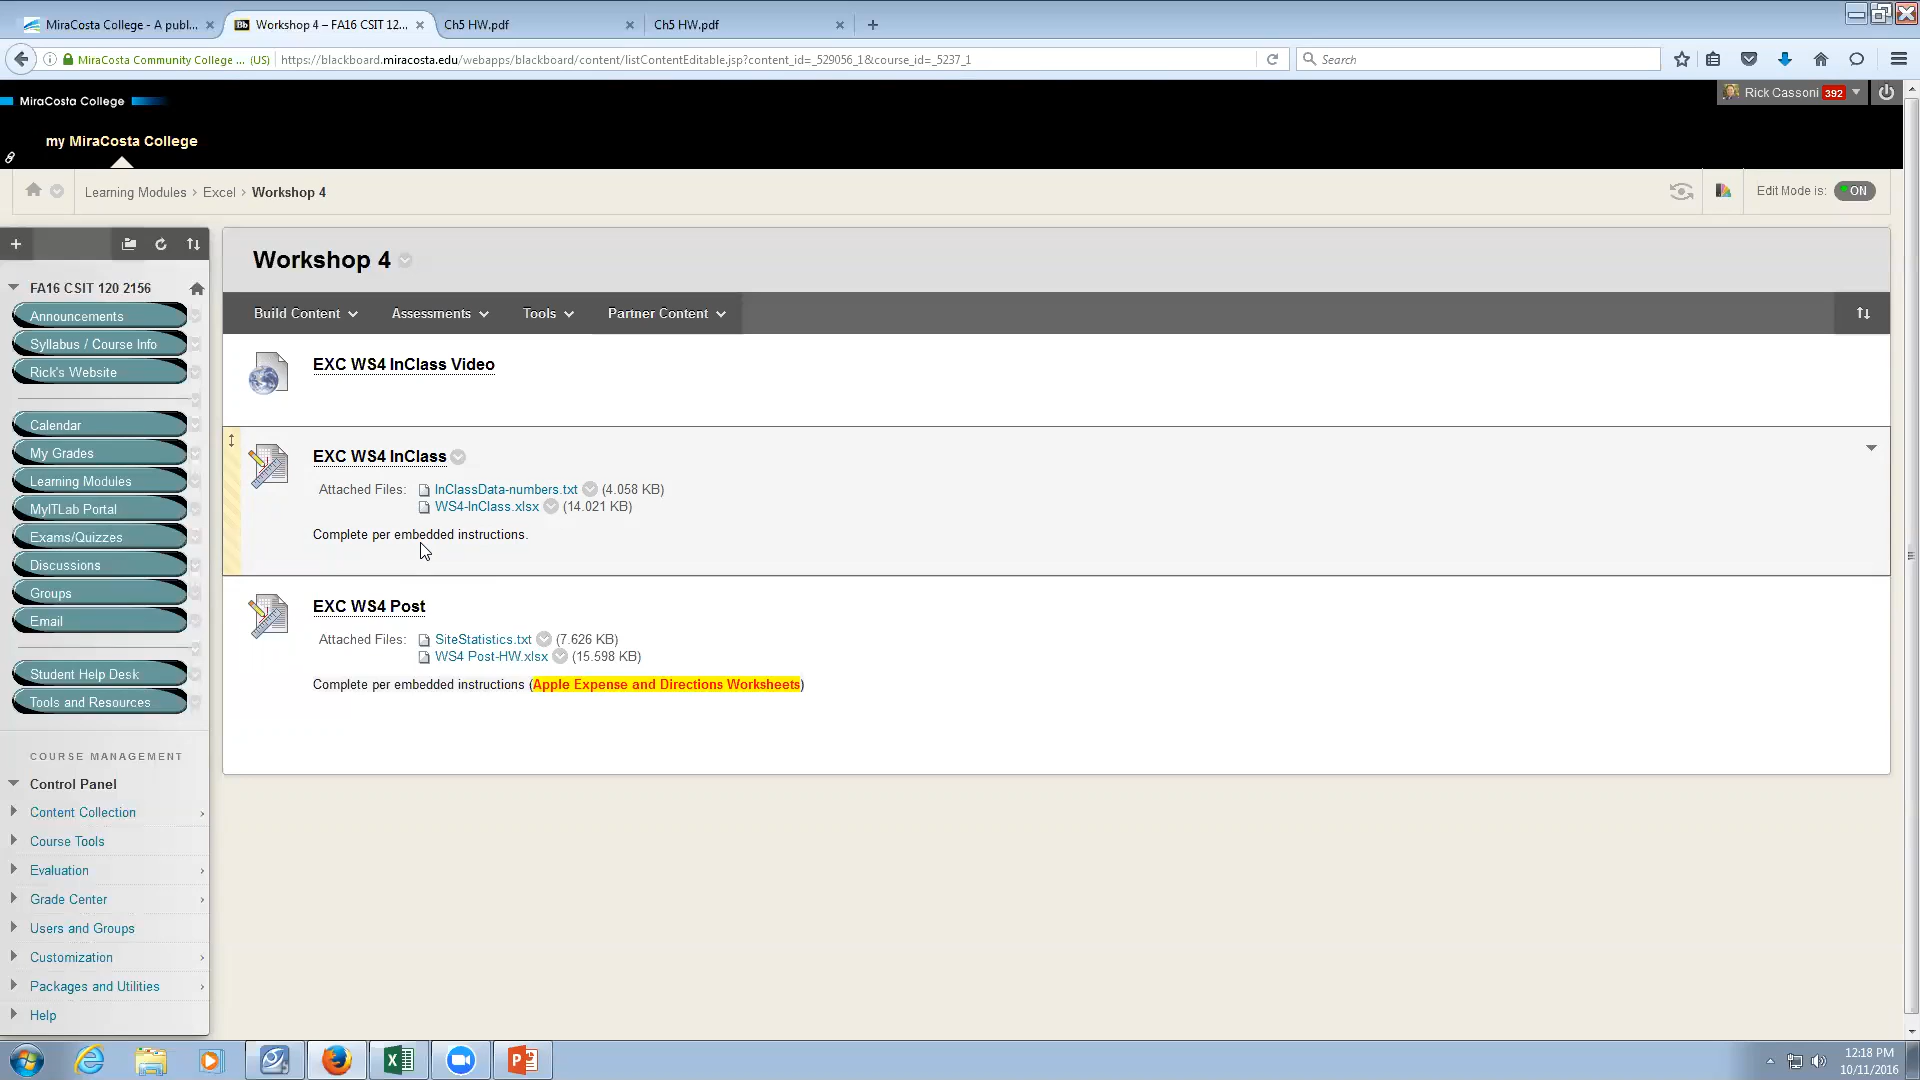 MiraCosta College - A publ...
Workshop 4 – FA16 CSIT 12...
Ch5 HW.pdf
Ch5 HW.pdf
MiraCosta Community College ... (US)
https://blackboard.miracosta.edu/webapps/blackboard/content/listContentEditable.jsp?content_id=_529056_1&course_id=_5237_1
Search
MiraCosta College
Rick Cassoni 392
my MiraCosta College
Learning Modules > Excel > Workshop 4
Edit Mode is: ON
FA16 CSIT 120 2156
Announcements
Syllabus / Course Info
Rick's Website
Calendar
My Grades
Learning Modules
MyITLab Portal
Exams/Quizzes
Discussions
Groups
Email
Student Help Desk
Tools and Resources
COURSE MANAGEMENT
Control Panel
Content Collection
Course Tools
Evaluation
Grade Center
Users and Groups
Customization
Packages and Utilities
Help
Workshop 4
Build Content Assessments Tools Partner Content
EXC WS4 InClass Video
EXC WS4 InClass
Attached Files: InClassData-numbers.txt (4.058 KB)
WS4-InClass.xlsx (14.021 KB)
Complete per embedded instructions.
EXC WS4 Post
Attached Files: SiteStatistics.txt (7.626 KB)
WS4 Post-HW.xlsx (15.598 KB)
Complete per embedded instructions (Apple Expense and Directions Worksheets)
12:18 PM
10/11/2016